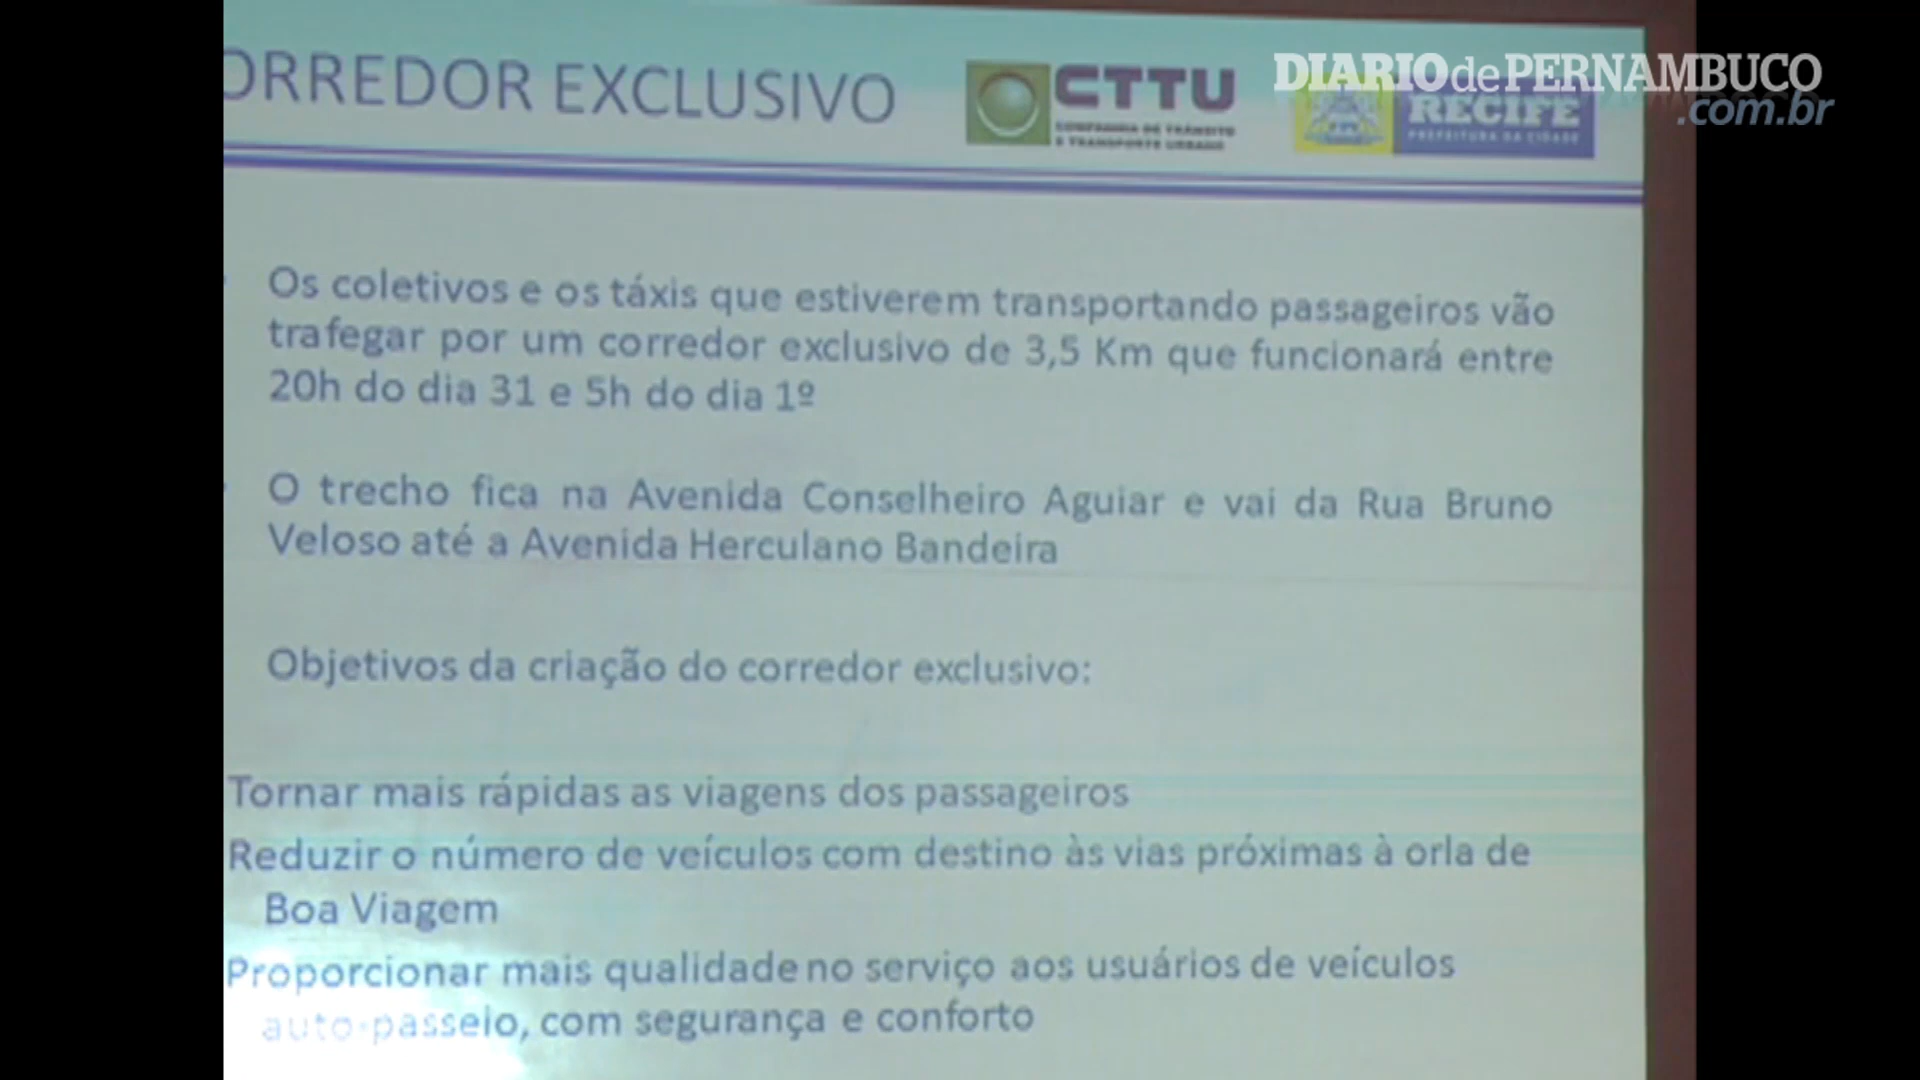 ORREDOR EXCLUSIVO
CTTU
COMPANHIA DE TRÂNSITO
E TRANSPORTE URBANO
DIARIOdePERNAMBUCO
.com.br
RECIFE
PREFEITURA DA CIDADE
Os coletivos e os táxis que estiverem transportando passageiros vão
trafegar por um corredor exclusivo de 3,5 Km que funcionará entre
20h do dia 31 e 5h do dia 1º
O trecho fica na Avenida Conselheiro Aguiar e vai da Rua Bruno
Veloso até a Avenida Herculano Bandeira
Objetivos da criação do corredor exclusivo:
Tornar mais rápidas as viagens dos passageiros
Reduzir o número de veículos com destino às vias próximas à orla de
Boa Viagem
Proporcionar mais qualidade no serviço aos usuários de veículos
auto-passeio, com segurança e conforto